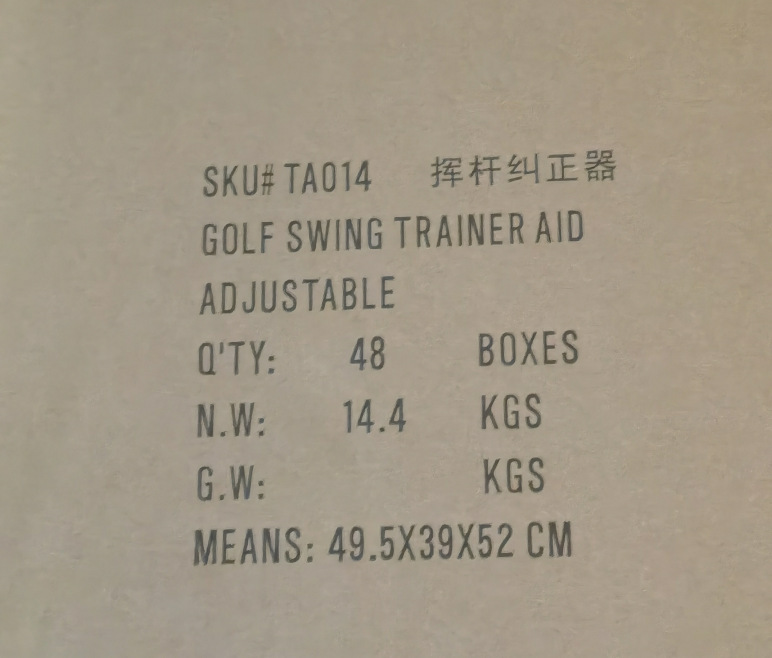 SKU# TA014 挥杆纠正器
GOLF SWING TRAINER AID
ADJUSTABLE
Q'TY: 48 BOXES
N.W: 14.4 KGS
G.W: KGS
MEANS: 49.5X39X52 CM